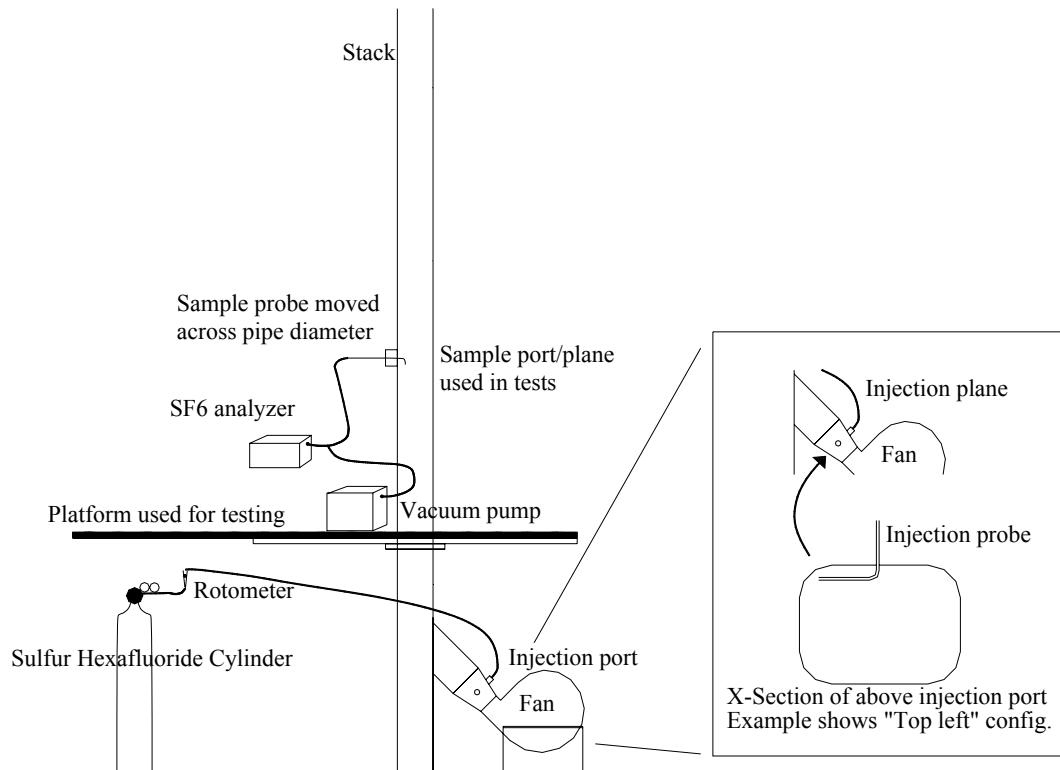 Stack
Sample probe moved
across pipe diameter
Sample port/plane
used in tests
SF6 analyzer
Vacuum pump
Platform used for testing
Rotometer
Sulfur Hexafluoride Cylinder
Injection port
Fan
Injection plane
Fan
Injection probe
X-Section of above injection port
Example shows "Top left" config.